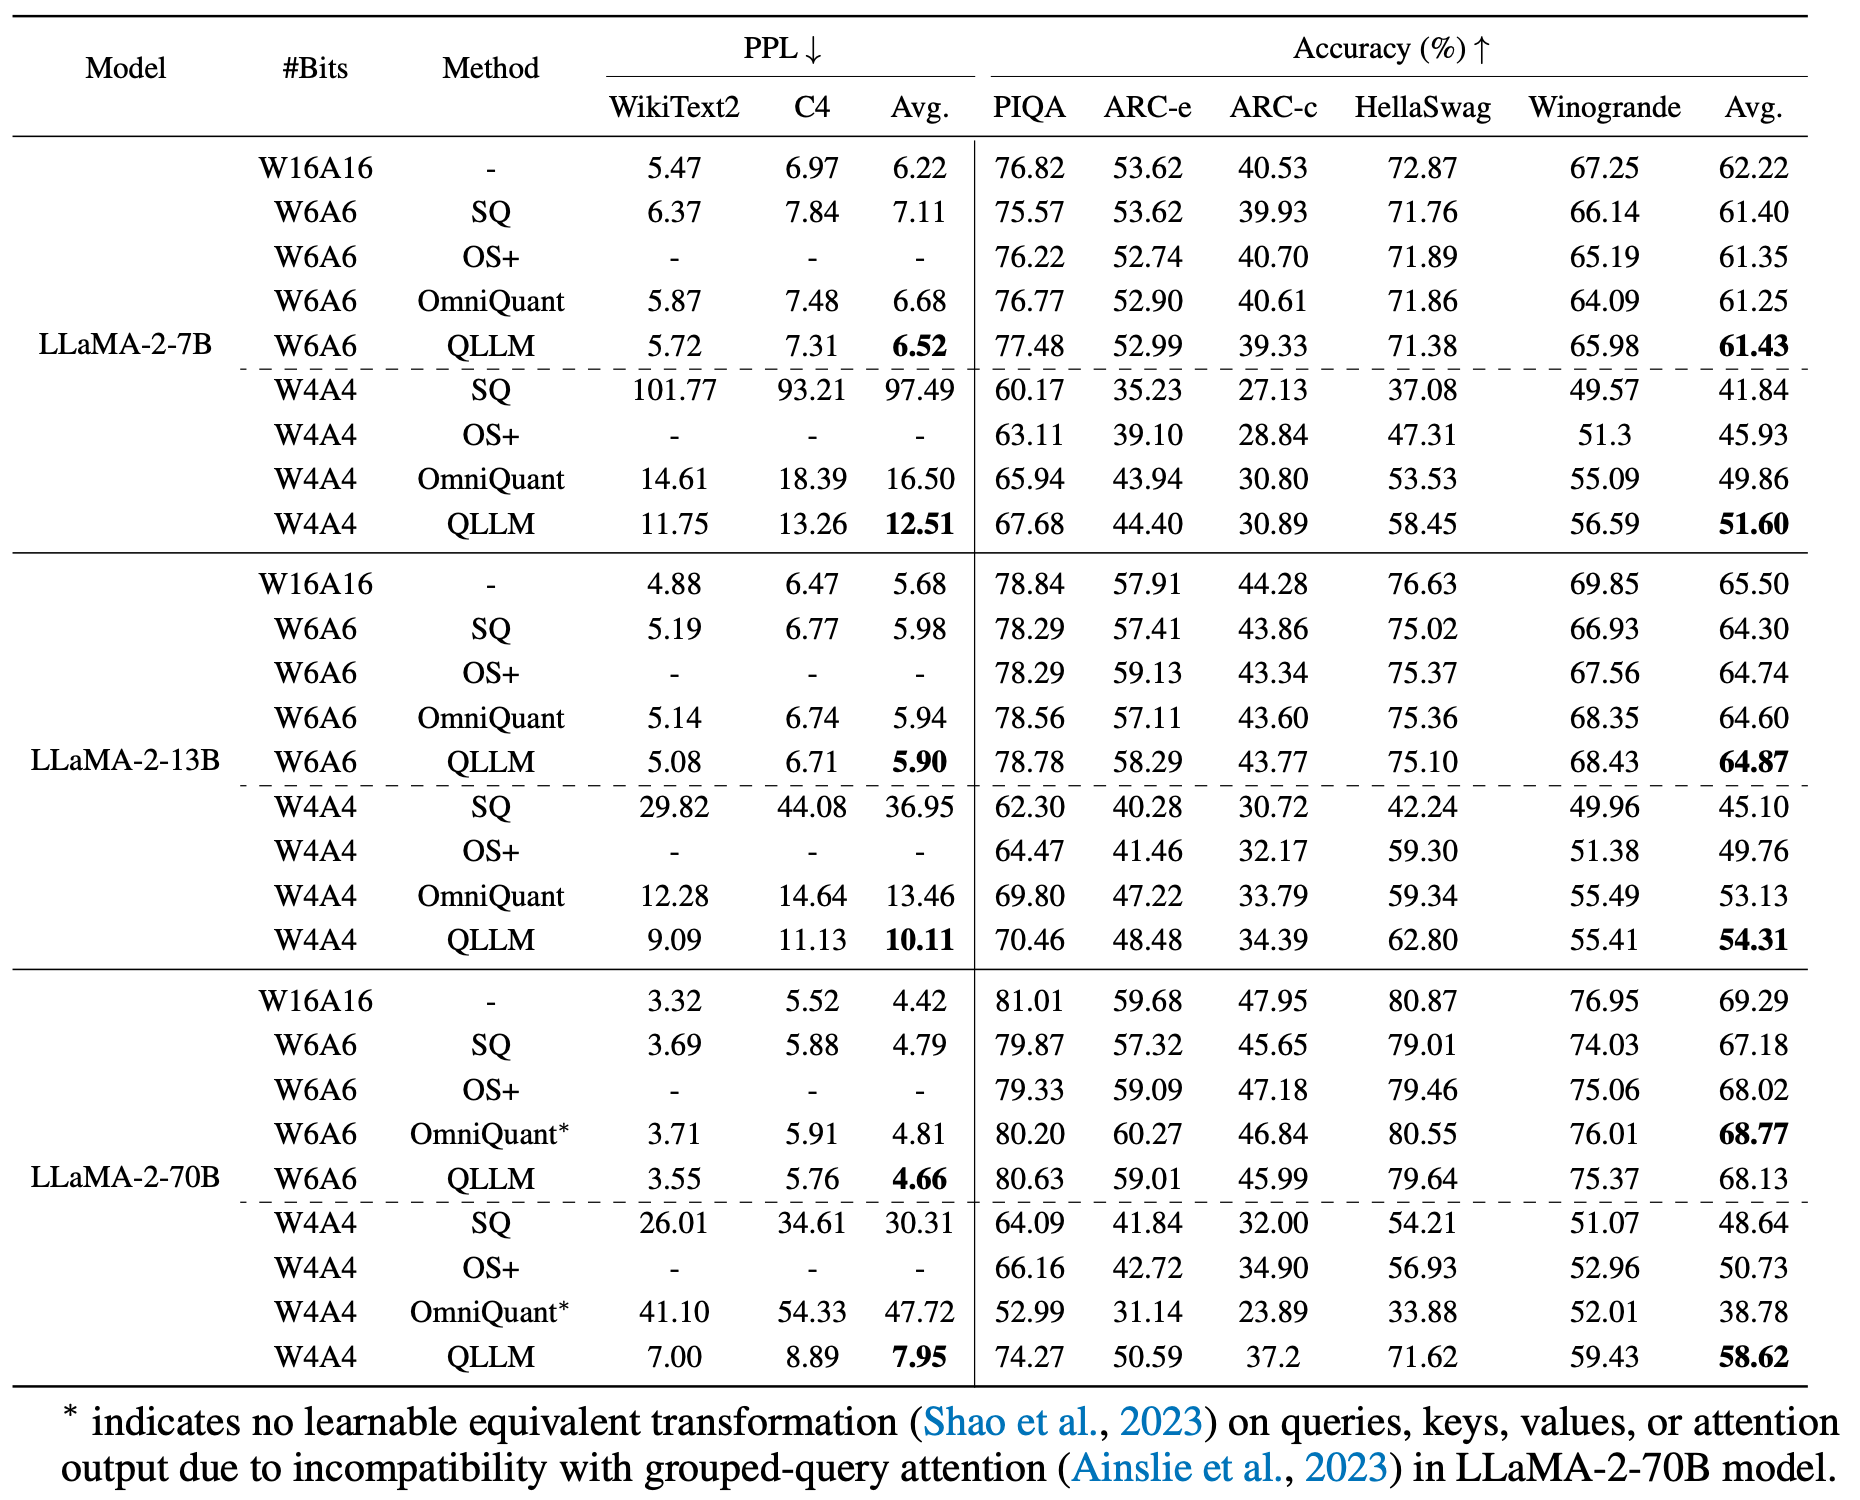 Model #Bits Method PPL ↓ Accuracy (%) ↑
WikiText2 C4 Avg. PIQA ARC-e ARC-c HellaSwag Winogrande Avg.
W16A16 - 5.47 6.97 6.22 76.82 53.62 40.53 72.87 67.25 62.22
W6A6 SQ 6.37 7.84 7.11 75.57 53.62 39.93 71.76 66.14 61.40
W6A6 OS+ - - - 76.22 52.74 40.70 71.89 65.19 61.35
W6A6 OmniQuant 5.87 7.48 6.68 76.77 52.90 40.61 71.86 64.09 61.25
LLaMA-2-7B W6A6 QLLM 5.72 7.31 6.52 77.48 52.99 39.33 71.38 65.98 61.43
W4A4 SQ 101.77 93.21 97.49 60.17 35.23 27.13 37.08 49.57 41.84
W4A4 OS+ - - - 63.11 39.10 28.84 47.31 51.3 45.93
W4A4 OmniQuant 14.61 18.39 16.50 65.94 43.94 30.80 53.53 55.09 49.86
W4A4 QLLM 11.75 13.26 12.51 67.68 44.40 30.89 58.45 56.59 51.60
W16A16 - 4.88 6.47 5.68 78.84 57.91 44.28 76.63 69.85 65.50
W6A6 SQ 5.19 6.77 5.98 78.29 57.41 43.86 75.02 66.93 64.30
W6A6 OS+ - - - 78.29 59.13 43.34 75.37 67.56 64.74
W6A6 OmniQuant 5.14 6.74 5.94 78.56 57.11 43.60 75.36 68.35 64.60
LLaMA-2-13B W6A6 QLLM 5.08 6.71 5.90 78.78 58.29 43.77 75.10 68.43 64.87
W4A4 SQ 29.82 44.08 36.95 62.30 40.28 30.72 42.24 49.96 45.10
W4A4 OS+ - - - 64.47 41.46 32.17 59.30 51.38 49.76
W4A4 OmniQuant 12.28 14.64 13.46 69.80 47.22 33.79 59.34 55.49 53.13
W4A4 QLLM 9.09 11.13 10.11 70.46 48.48 34.39 62.80 55.41 54.31
W16A16 - 3.32 5.52 4.42 81.01 59.68 47.95 80.87 76.95 69.29
W6A6 SQ 3.69 5.88 4.79 79.87 57.32 45.65 79.01 74.03 67.18
W6A6 OS+ - - - 79.33 59.09 47.18 79.46 75.06 68.02
W6A6 OmniQuant* 3.71 5.91 4.81 80.20 60.27 46.84 80.55 76.01 68.77
LLaMA-2-70B W6A6 QLLM 3.55 5.76 4.66 80.63 59.01 45.99 79.64 75.37 68.13
W4A4 SQ 26.01 34.61 30.31 64.09 41.84 32.00 54.21 51.07 48.64
W4A4 OS+ - - - 66.16 42.72 34.90 56.93 52.96 50.73
W4A4 OmniQuant* 41.10 54.33 47.72 52.99 31.14 23.89 33.88 52.01 38.78
W4A4 QLLM 7.00 8.89 7.95 74.27 50.59 37.2 71.62 59.43 58.62
* indicates no learnable equivalent transformation (Shao et al., 2023) on queries, keys, values, or attention
output due to incompatibility with grouped-query attention (Ainslie et al., 2023) in LLaMA-2-70B model.